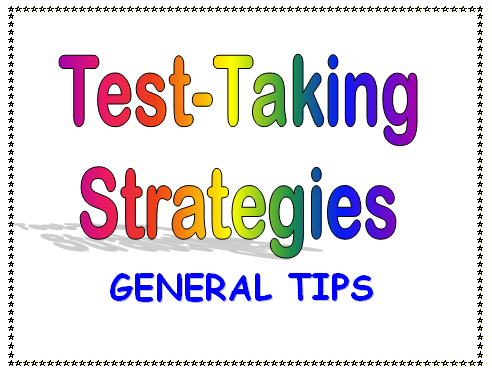 Test-Taking
Strategies
GENERAL TIPS